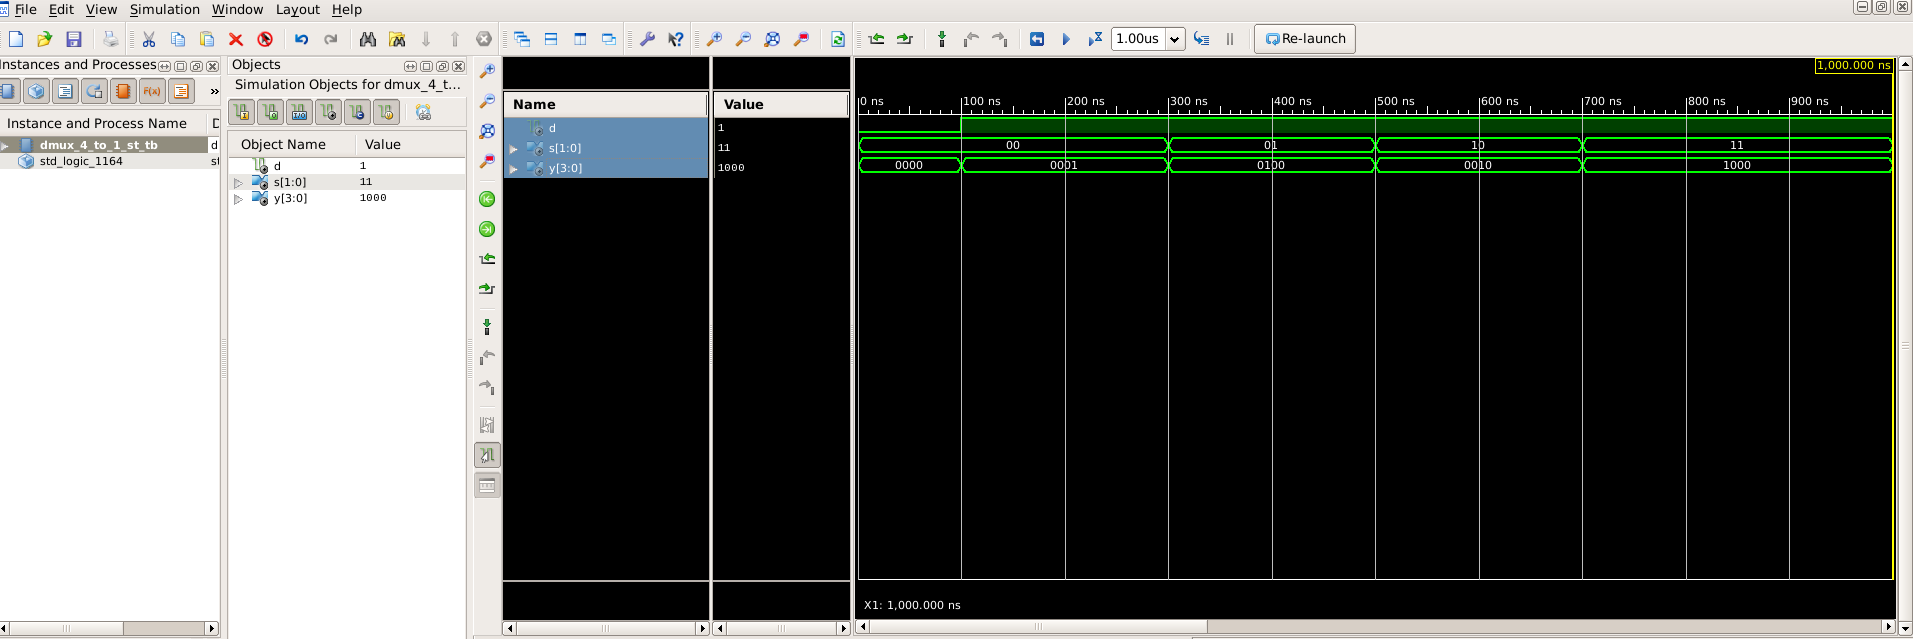 File Edit View Simulation Window Layout Help
1.00us Re-launch
Instances and Processes
Instance and Process Name D
dmux_4_to_1_st_tb d
std_logic_1164 st
Objects
Simulation Objects for dmux_4_t...
Object Name Value
d 1
s[1:0] 11
y[3:0] 1000
Name Value
d 1
s[1:0] 11
y[3:0] 1000
1,000.000 ns
0 ns 100 ns 200 ns 300 ns 400 ns 500 ns 600 ns 700 ns 800 ns 900 ns
00 01 10 11
0000 0001 0100 0010 1000
X1: 1,000.000 ns